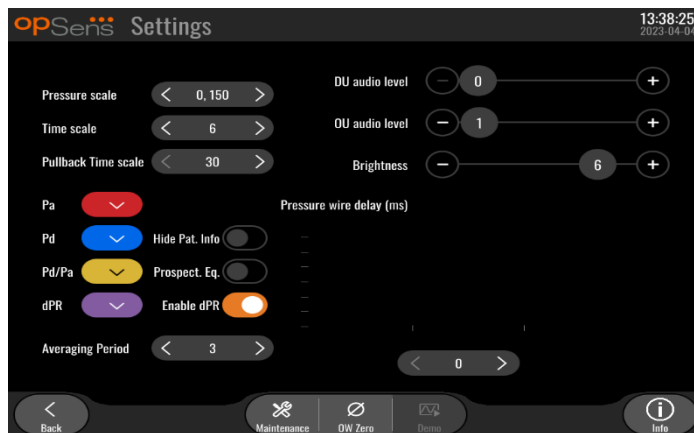 opSens Settings
13:38:25
2023-04-04
Pressure scale 0, 150
Time scale 6
Pullback Time scale 30
DU audio level 0
OU audio level 1
Brightness 6
Pa
Pd
Pd/Pa
dPR
Hide Pat. Info
Prospect. Eq.
Enable dPR
Averaging Period 3
Pressure wire delay (ms)
0
Back
Maintenance
OW Zero
Demo
Info